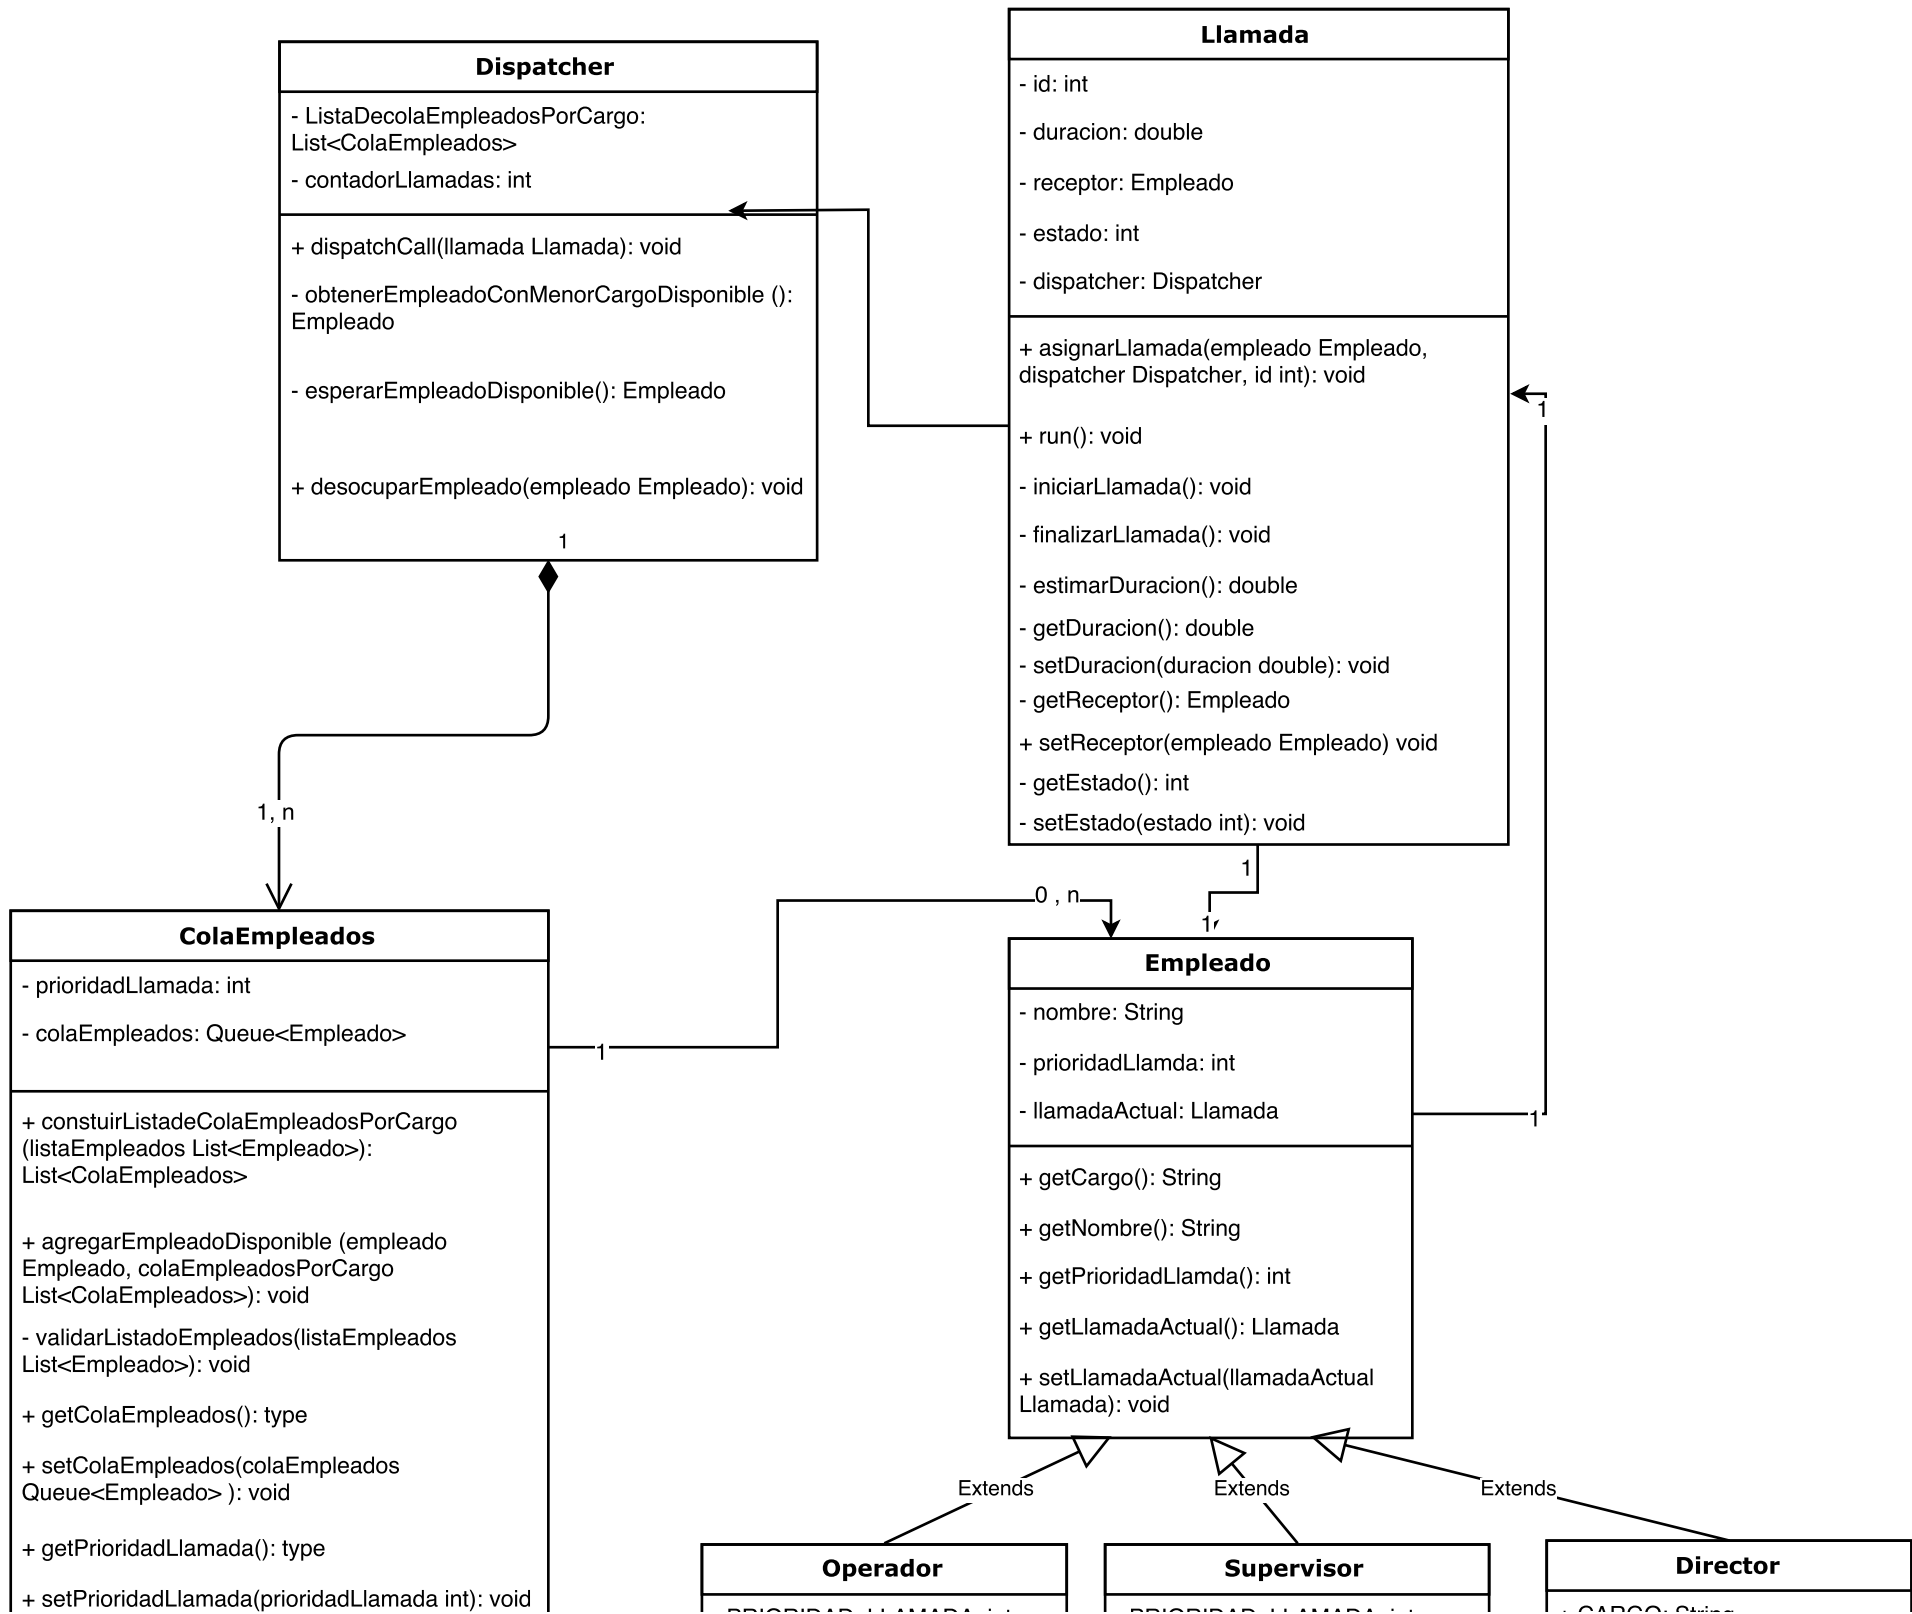 Dispatcher
- ListaDecolaEmpleadosPorCargo:
List<ColaEmpleados>
- contadorLlamadas: int
+ dispatchCall(llamada Llamada): void
- obtenerEmpleadoConMenorCargoDisponible ():
Empleado
- esperarEmpleadoDisponible(): Empleado
+ desocuparEmpleado(empleado Empleado): void
1
1, n
Llamada
- id: int
- duracion: double
- receptor: Empleado
- estado: int
- dispatcher: Dispatcher
+ asignarLlamada(empleado Empleado,
dispatcher Dispatcher, id int): void
+ run(): void
- iniciarLlamada(): void
- finalizarLlamada(): void
- estimarDuracion(): double
- getDuracion(): double
- setDuracion(duracion double): void
- getReceptor(): Empleado
+ setReceptor(empleado Empleado) void
- getEstado(): int
- setEstado(estado int): void
1
1
1
1
0 , n
1
ColaEmpleados
- prioridadLlamada: int
- colaEmpleados: Queue<Empleado>
+ constuirListadeColaEmpleadosPorCargo
(listaEmpleados List<Empleado>):
List<ColaEmpleados>
+ agregarEmpleadoDisponible (empleado
Empleado, colaEmpleadosPorCargo
List<ColaEmpleados>): void
- validarListadoEmpleados(listaEmpleados
List<Empleado>): void
+ getColaEmpleados(): type
+ setColaEmpleados(colaEmpleados
Queue<Empleado> ): void
+ getPrioridadLlamada(): type
+ setPrioridadLlamada(prioridadLlamada int): void
Empleado
- nombre: String
- prioridadLlamda: int
- llamadaActual: Llamada
+ getCargo(): String
+ getNombre(): String
+ getPrioridadLlamda(): int
+ getLlamadaActual(): Llamada
+ setLlamadaActual(llamadaActual
Llamada): void
Extends
Extends
Extends
Operador
Supervisor
Director